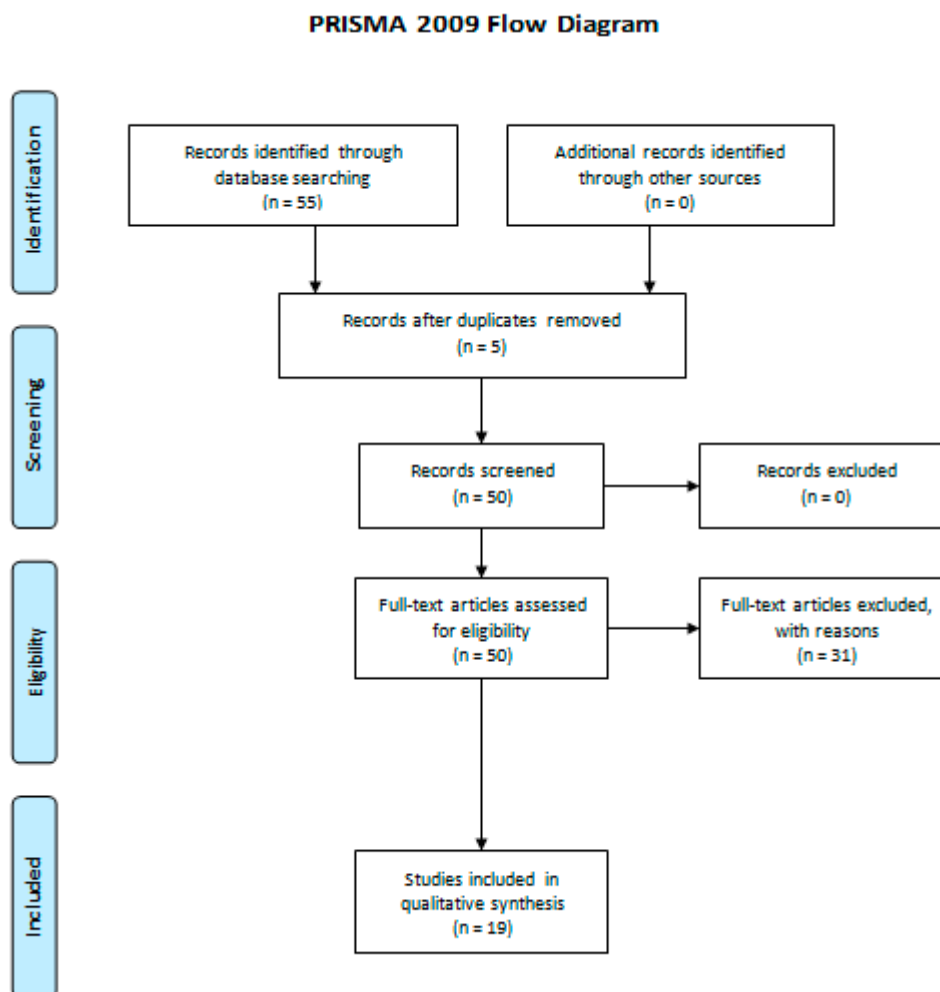 PRISMA 2009 Flow Diagram
Identification
Records identified through
database searching
(n = 55)
Additional records identified
through other sources
(n = 0)
Records after duplicates removed
(n = 5)
Screening
Records screened
(n = 50)
Records excluded
(n = 0)
Eligibility
Full-text articles assessed
for eligibility
(n = 50)
Full-text articles excluded,
with reasons
(n = 31)
Included
Studies included in
qualitative synthesis
(n = 19)